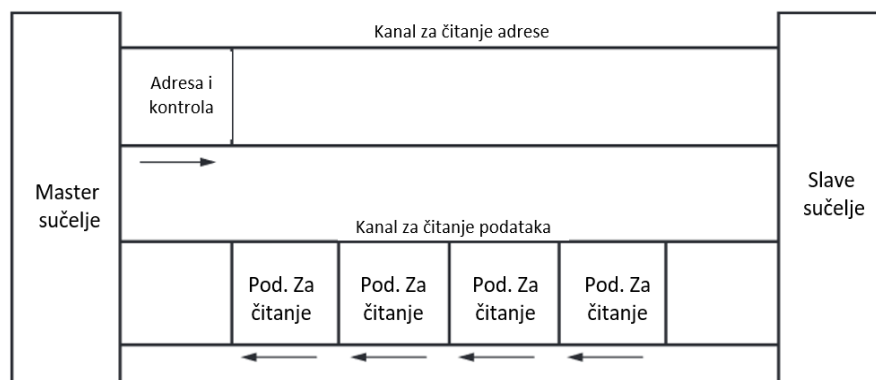 Kanal za čitanje adrese
Adresa i
kontrola
Master
sučelje
Slave
sučelje
Kanal za čitanje podataka
Pod. Za
čitanje
Pod. Za
čitanje
Pod. Za
čitanje
Pod. Za
čitanje